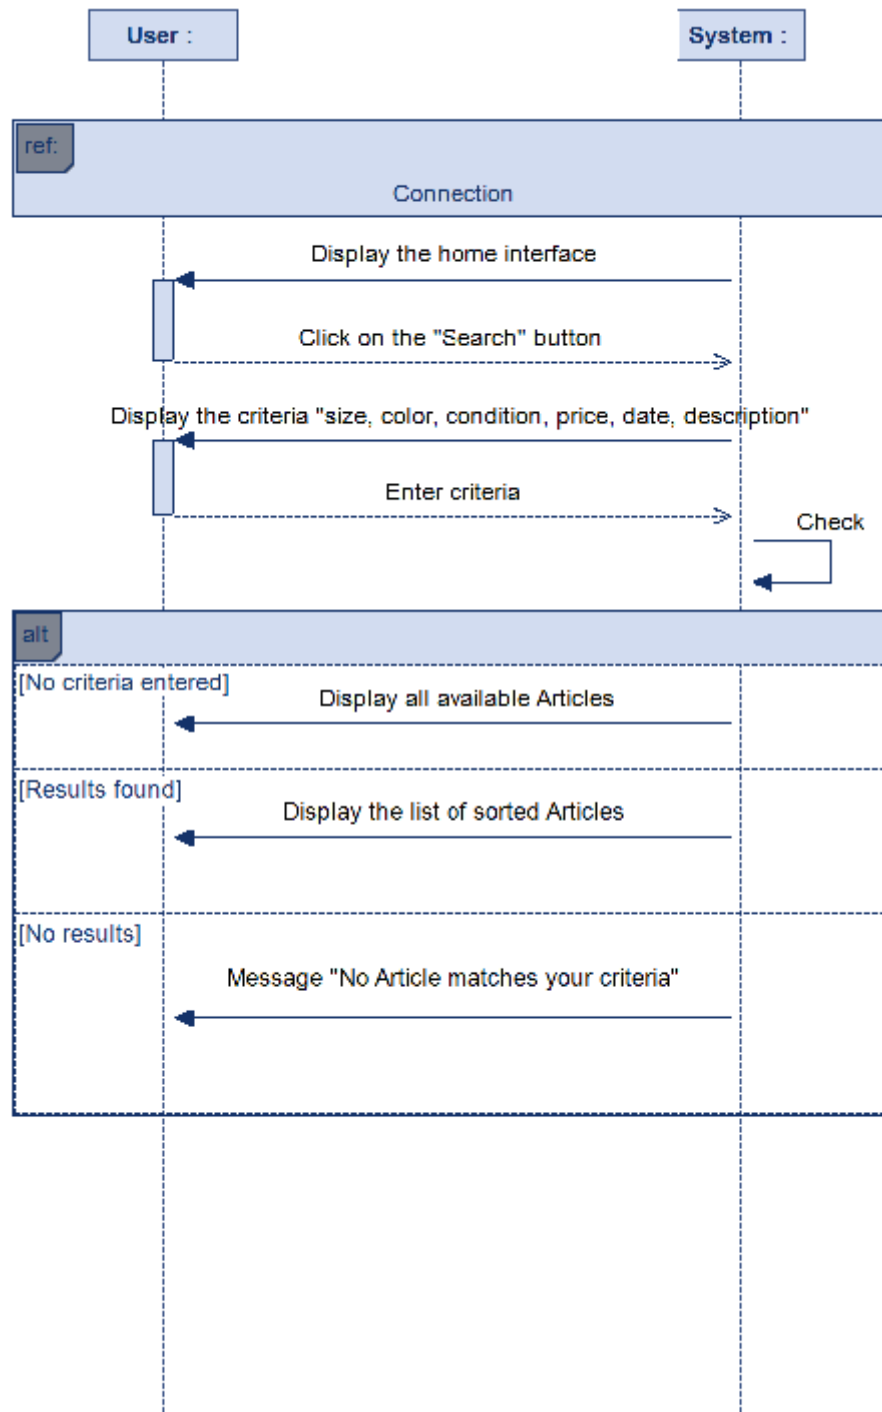 User :
System :
ref:
Connection
Display the home interface
Click on the "Search" button
Display the criteria "size, color, condition, price, date, description"
Enter criteria
Check
alt
[No criteria entered]
Display all available Articles
[Results found]
Display the list of sorted Articles
[No results]
Message "No Article matches your criteria"